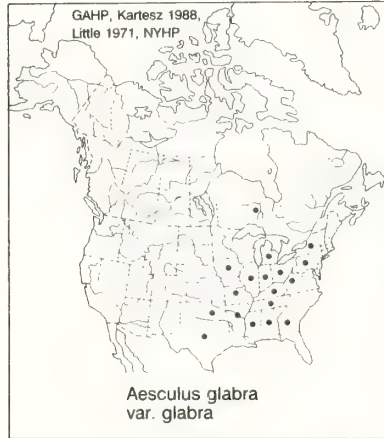 GAHP, Kartesz 1988,
Little 1971, NYHP
Aesculus glabra
var. glabra